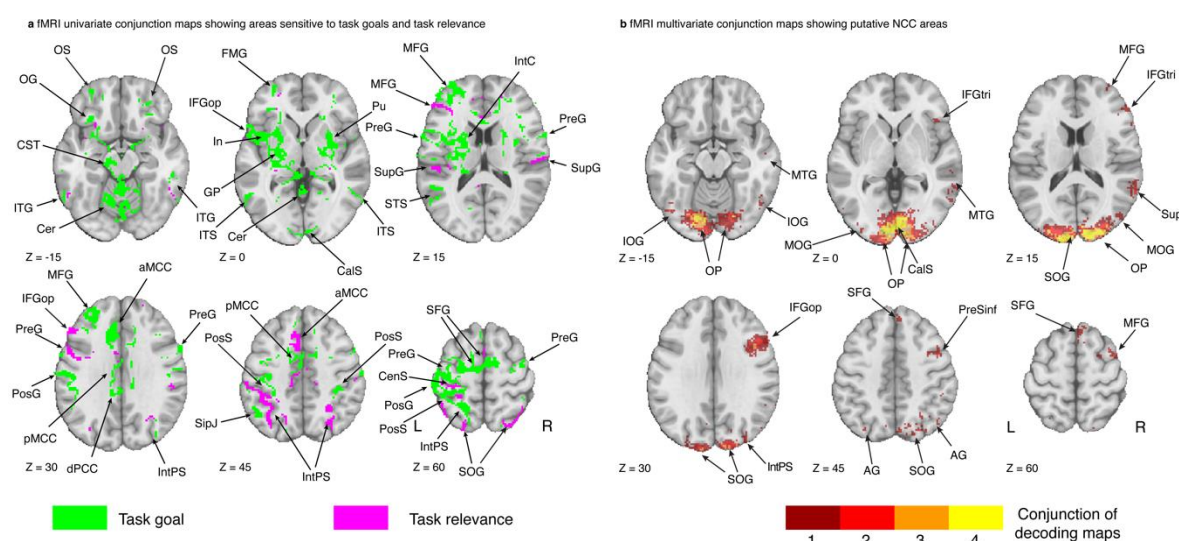 a fMRI univariate conjunction maps showing areas sensitive to task goals and task relevance
OS
OS
OG
CST
ITG
Cer
ITG
Z = -15
FMG
IFGop
In
Pu
GP
ITS
Cer
ITS
CalS
Z = 0
MFG
MFG
IntC
PreG
PreG
SupG
SupG
STS
Z = 15
MFG
aMCC
IFGop
PreG
PreG
PosG
pMCC
dPCC
IntPS
Z = 30
aMCC
pMCC
PosS
PosS
SipJ
IntPS
Z = 45
SFG
PreG
PreG
CenS
PosG
PosS
L
R
IntPS
SOG
Z = 60
Task goal
Task relevance
b fMRI multivariate conjunction maps showing putative NCC areas
MTG
IOG
IOG
OP
Z = -15
IFGtri
MTG
MOG
CalS
OP
Z = 0
MFG
IFGtri
Sup
MOG
SOG
OP
Z = 15
IFGop
IntPS
SOG
Z = 30
SFG
PreSinf
AG
SOG
AG
Z = 45
SFG
MFG
L
R
Z = 60
1 2 3 4
Conjunction of
decoding maps